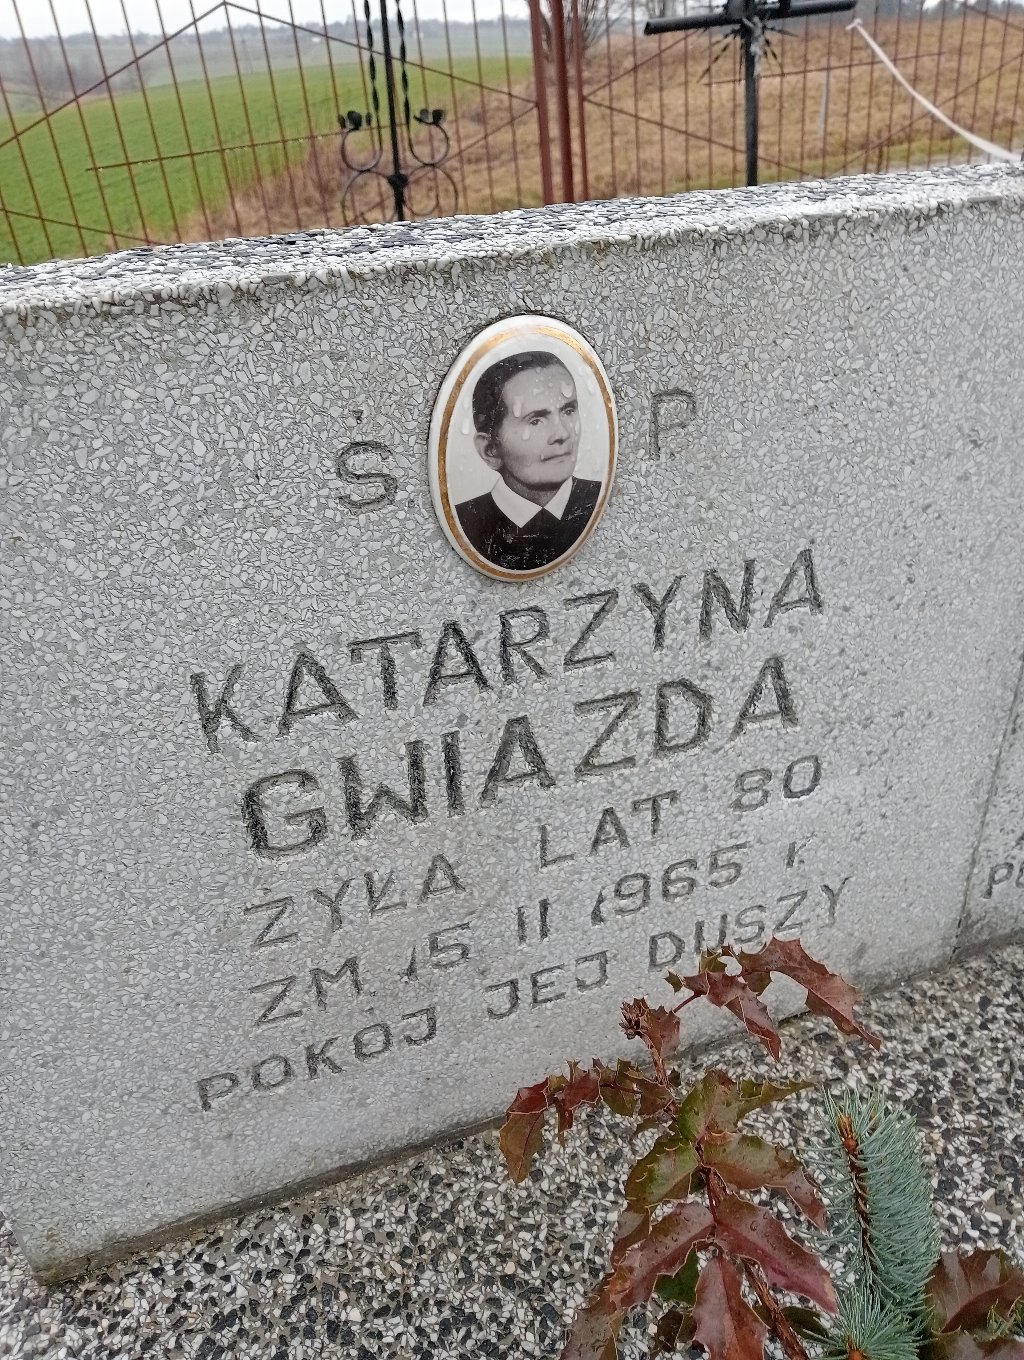 Ś P
KATARZYNA
GWIAZDA
ŻYŁA LAT 80
ZM. 15 II 1965 R
POKÓJ JEJ DUSZY